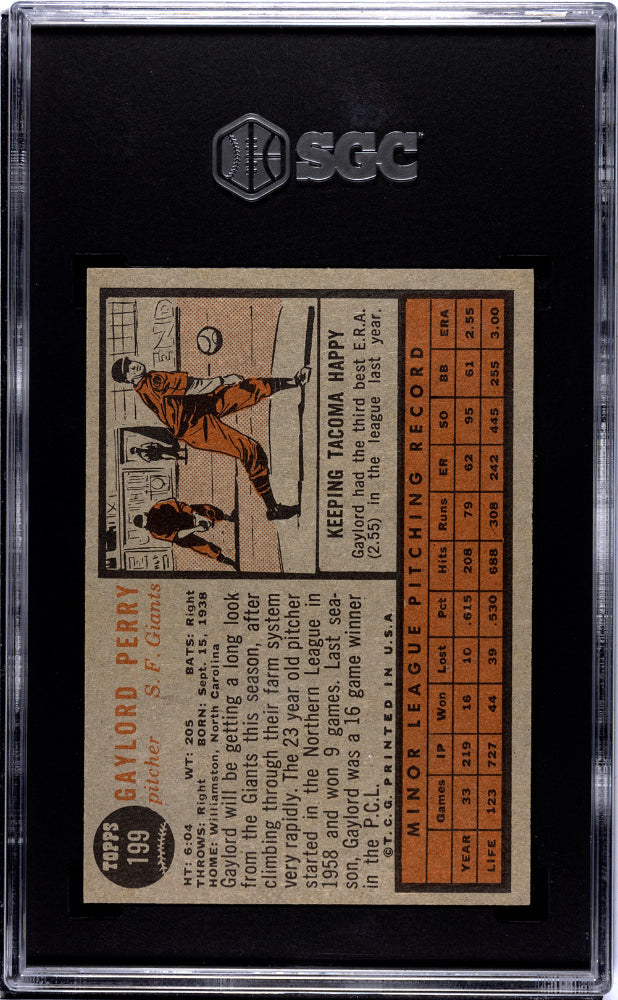 SGC
TOPPS
199
GAYLORD PERRY
pitcher S. F. Giants
HT: 6:04 WT: 205 BATS: Right
THROWS: Right BORN: Sept. 15, 1938
HOME: Williamston, North Carolina
Gaylord will be getting a long look
from the Giants this season, after
climbing through their farm system
very rapidly. The 23 year old pitcher
started in the Northern League in
1958 and won 9 games. Last sea-
son, Gaylord was a 16 game winner
in the P.C.L.
© T.C.G. PRINTED IN U.S.A.
END
KEEPING TACOMA HAPPY
Gaylord had the third best E.R.A.
(2.55) in the league last year.
MINOR LEAGUE PITCHING RECORD
Games IP Won Lost Pct Hits Runs ER SO BB ERA
YEAR 33 219 16 10 .615 208 79 62 95 61 2.55
LIFE 123 727 44 39 .530 688 308 242 445 255 3.00